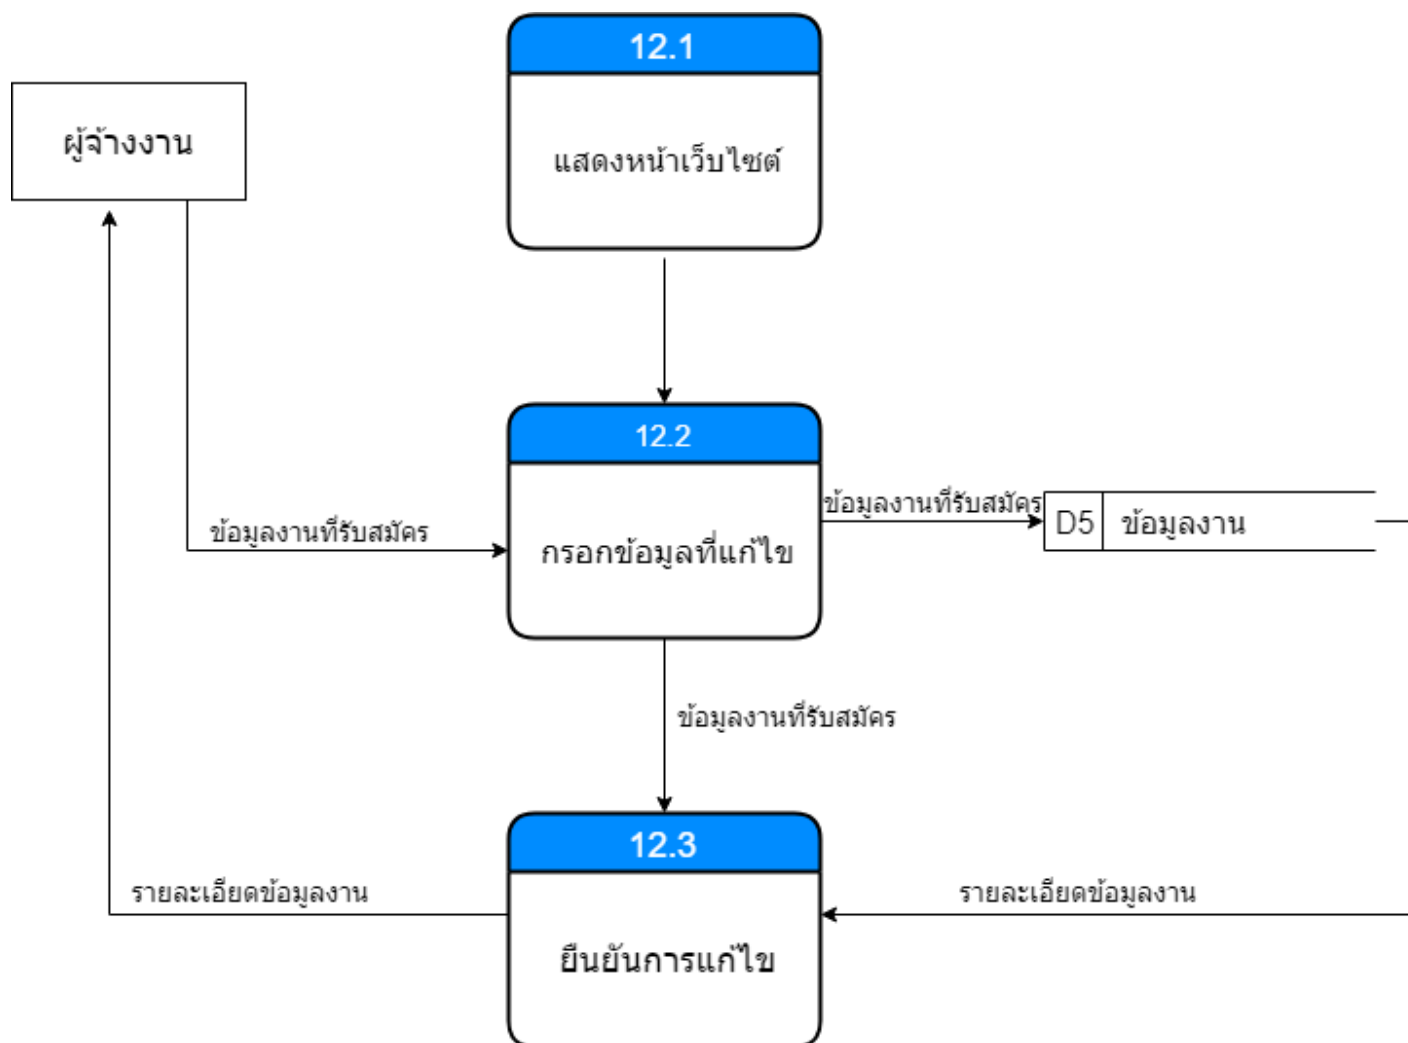 12.1
ผู้จ้างงาน
แสดงหน้าเว็บไซต์
12.2
ข้อมูลงานที่รับสมัคร
กรอกข้อมูลที่แก้ไข
ข้อมูลงานที่รับสมัคร
D5 ข้อมูลงาน
ข้อมูลงานที่รับสมัคร
12.3
รายละเอียดข้อมูลงาน
รายละเอียดข้อมูลงาน
ยืนยันการแก้ไข